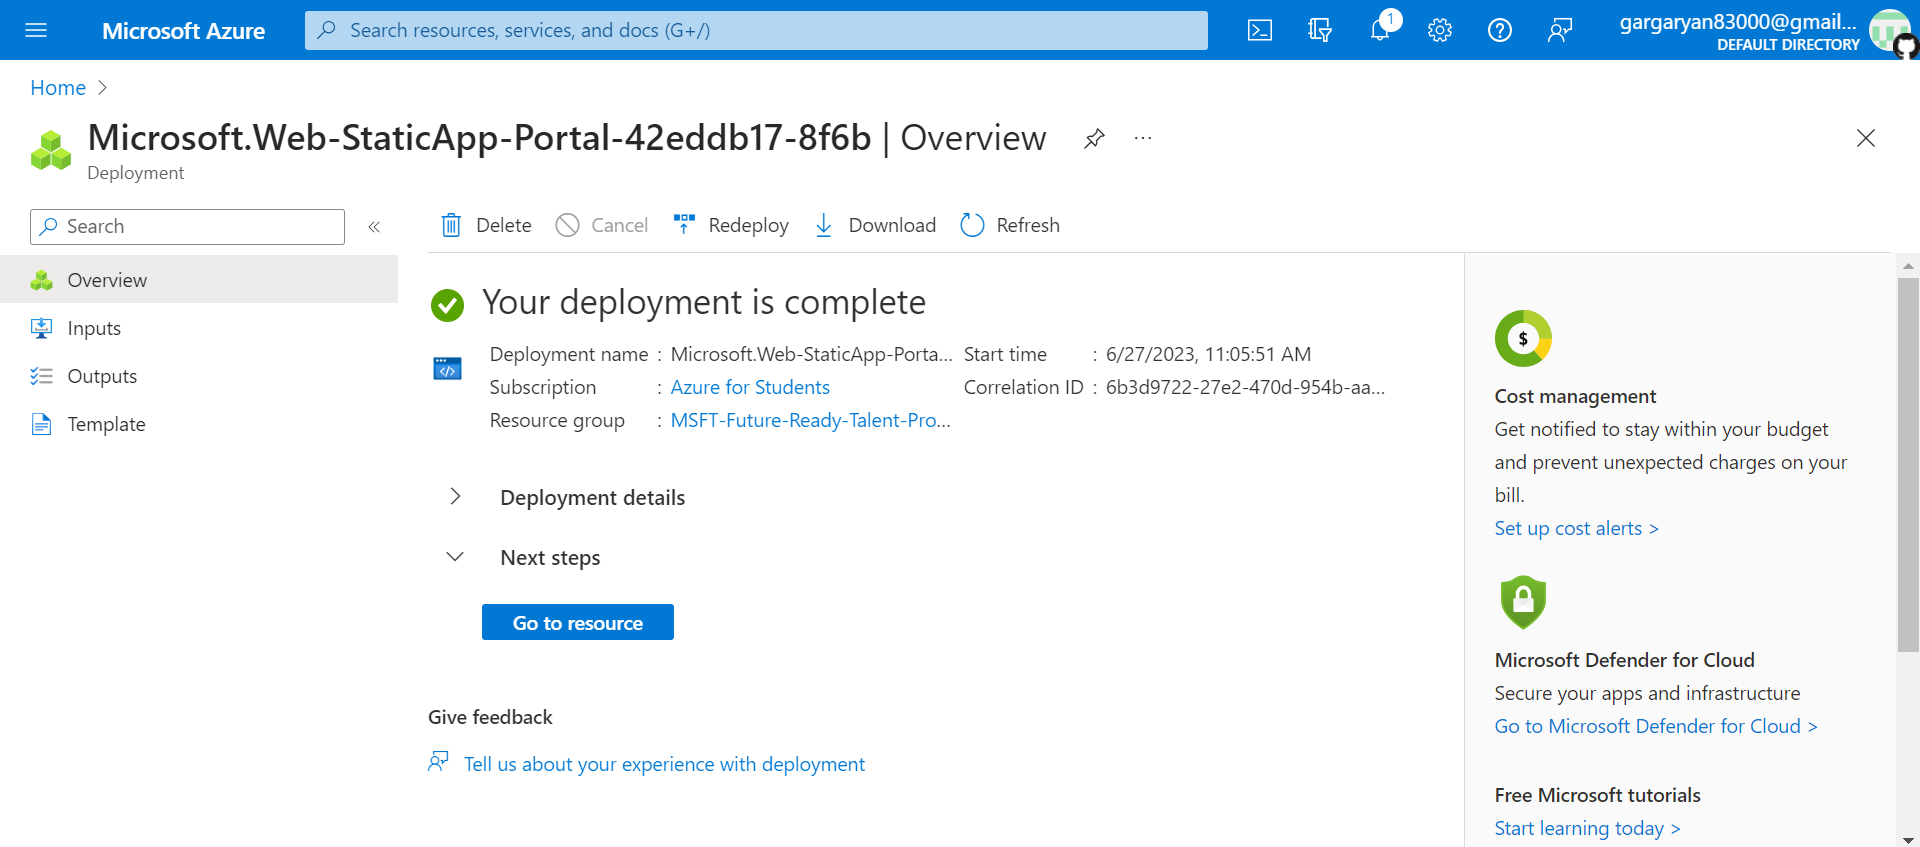 Microsoft Azure
Search resources, services, and docs (G+/)
1
gargaryan83000@gmail...
DEFAULT DIRECTORY
Home
Microsoft.Web-StaticApp-Portal-42eddb17-8f6b | Overview
Deployment
Search
Delete
Cancel
Redeploy
Download
Refresh
Overview
Inputs
Outputs
Template
Your deployment is complete
Deployment name : Microsoft.Web-StaticApp-Porta...
Subscription : Azure for Students
Resource group : MSFT-Future-Ready-Talent-Pro...
Start time : 6/27/2023, 11:05:51 AM
Correlation ID : 6b3d9722-27e2-470d-954b-aa...
Deployment details
Next steps
Go to resource
Give feedback
Tell us about your experience with deployment
$
Cost management
Get notified to stay within your budget
and prevent unexpected charges on your
bill.
Set up cost alerts >
Microsoft Defender for Cloud
Secure your apps and infrastructure
Go to Microsoft Defender for Cloud >
Free Microsoft tutorials
Start learning today >